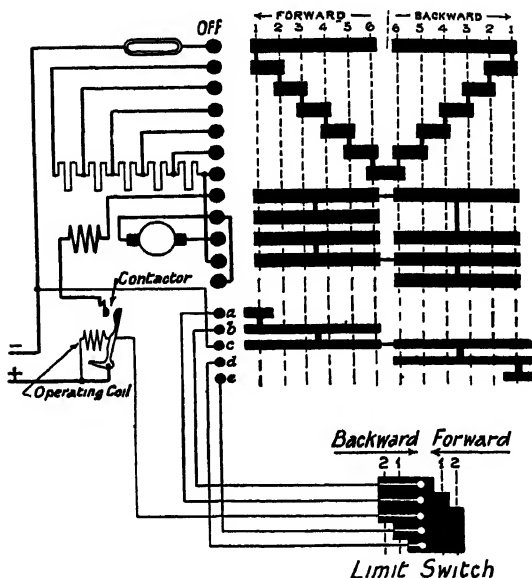 OFF
FORWARD BACKWARD
1 2 3 4 5 6 6 5 4 3 2 1
Contactor
a
b
c
d
e
−
+
Operating Coil
Backward Forward
2 1 1 2
Limit Switch